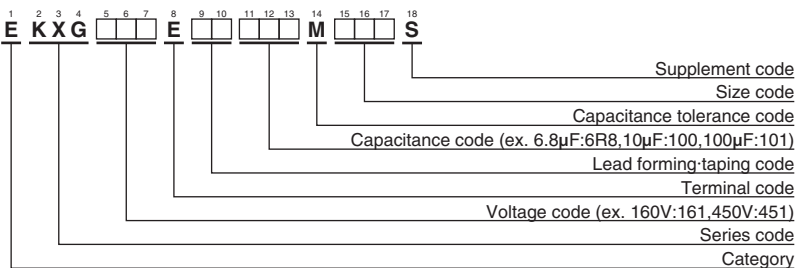 1 2 3 4 5 6 7 8 9 10 11 12 13 14 15 16 17 18
E KXG E M S
Supplement code
Size code
Capacitance tolerance code
Capacitance code (ex. 6.8μF:6R8,10μF:100,100μF:101)
Lead forming·taping code
Terminal code
Voltage code (ex. 160V:161,450V:451)
Series code
Category